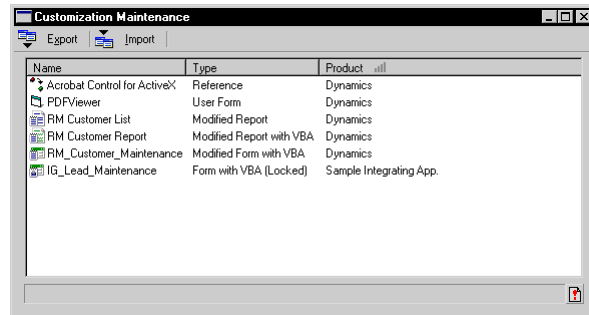 Customization Maintenance
Export Import
Name Type Product
Acrobat Control for ActiveX Reference Dynamics
PDFViewer User Form Dynamics
RM Customer List Modified Report Dynamics
RM Customer Report Modified Report with VBA Dynamics
RM_Customer_Maintenance Modified Form with VBA Dynamics
IG_Lead_Maintenance Form with VBA (Locked) Sample Integrating App.